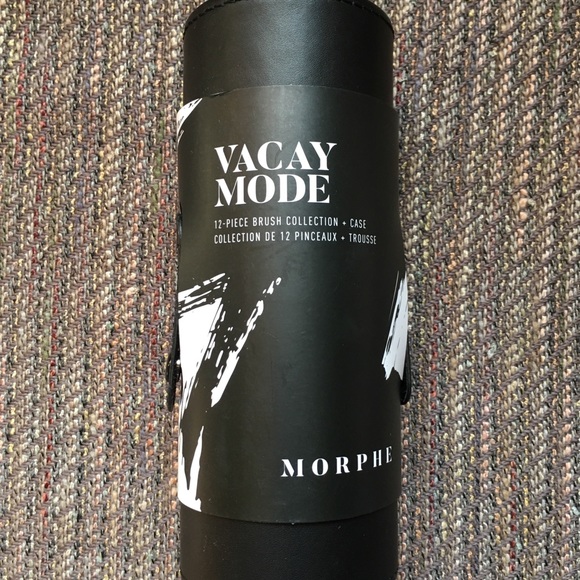 VACAY
MODE
12-PIECE BRUSH COLLECTION + CASE
COLLECTION DE 12 PINCEAUX + TROUSSE
MORPHE